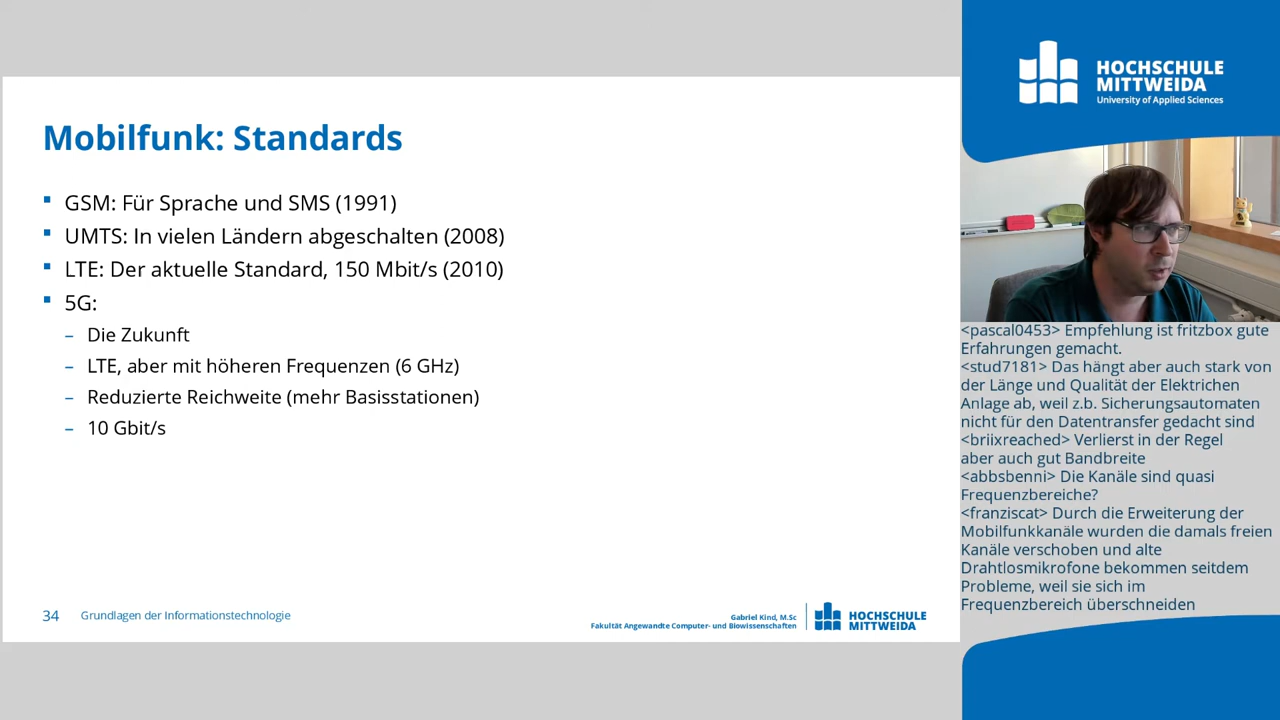 Mobilfunk: Standards
GSM: Für Sprache und SMS (1991)
UMTS: In vielen Ländern abgeschalten (2008)
LTE: Der aktuelle Standard, 150 Mbit/s (2010)
5G:
– Die Zukunft
– LTE, aber mit höheren Frequenzen (6 GHz)
– Reduzierte Reichweite (mehr Basisstationen)
– 10 Gbit/s
34 Grundlagen der Informationstechnologie
Gabriel Kind, M.Sc
Fakultät Angewandte Computer- und Biowissenschaften
HOCHSCHULE
MITTWEIDA
HOCHSCHULE
MITTWEIDA
University of Applied Sciences
<pascal0453> Empfehlung ist fritzbox gute
Erfahrungen gemacht.
<stud7181> Das hängt aber auch stark von
der Länge und Qualität der Elektrichen
Anlage ab, weil z.b. Sicherungsautomaten
nicht für den Datentransfer gedacht sind
<briixreached> Verlierst in der Regel
aber auch gut Bandbreite
<abbsbenni> Die Kanäle sind quasi
Frequenzbereiche?
<franziscat> Durch die Erweiterung der
Mobilfunkkanäle wurden die damals freien
Kanäle verschoben und alte
Drahtlosmikrofone bekommen seitdem
Probleme, weil sie sich im
Frequenzbereich überschneiden